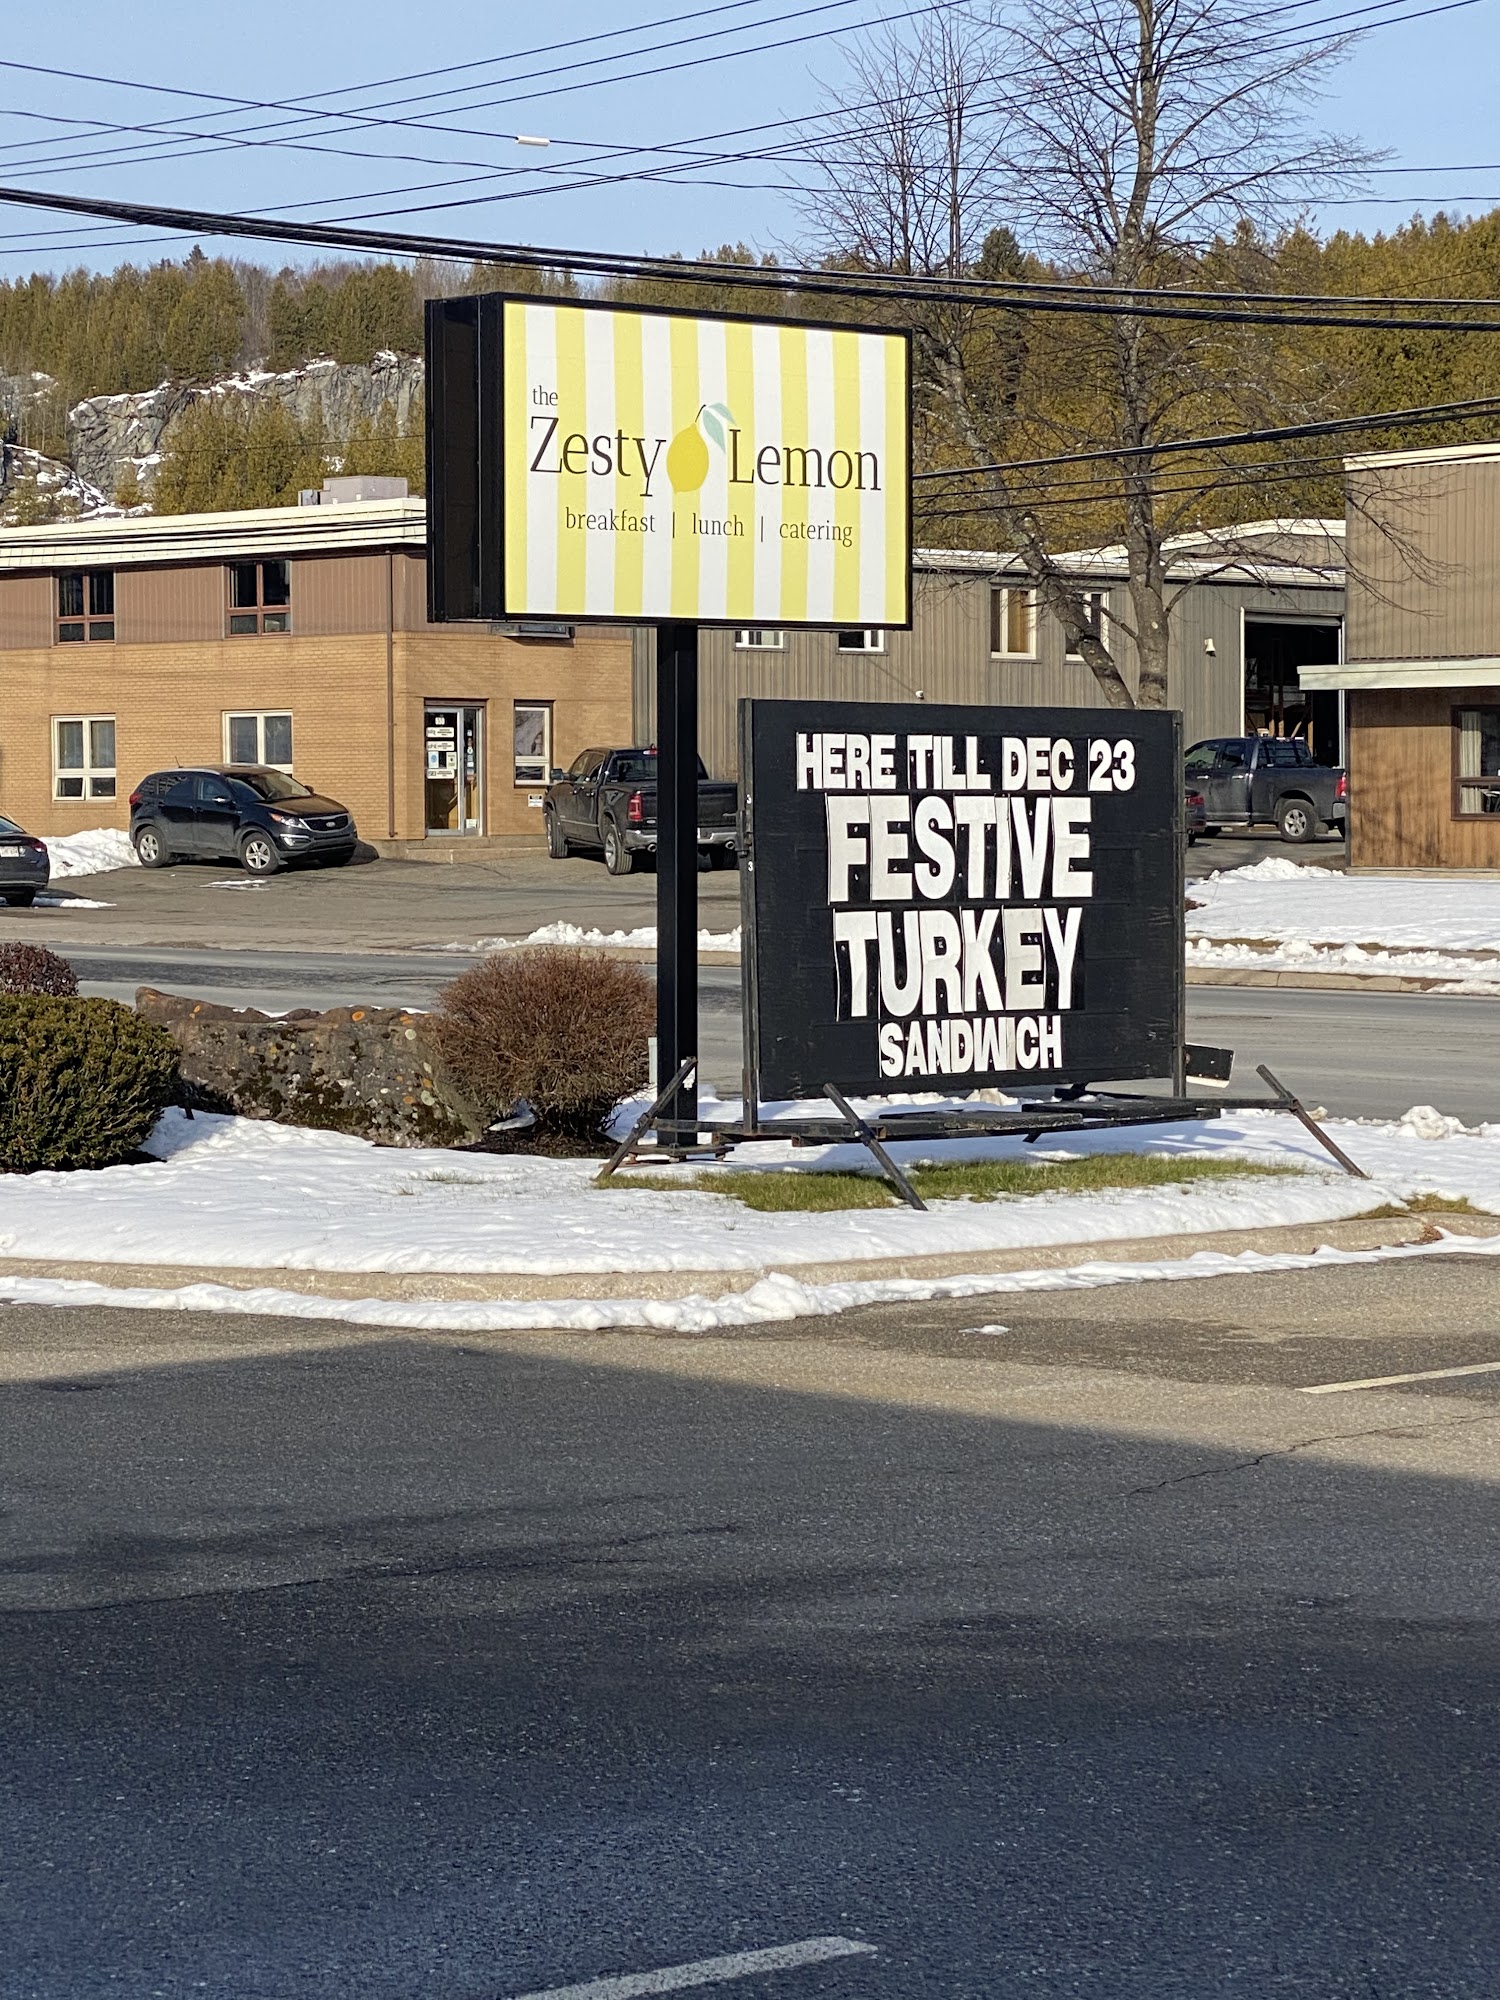 the
Zesty Lemon
breakfast | lunch | catering
HERE TILL DEC 23
FESTIVE
TURKEY
SANDWICH